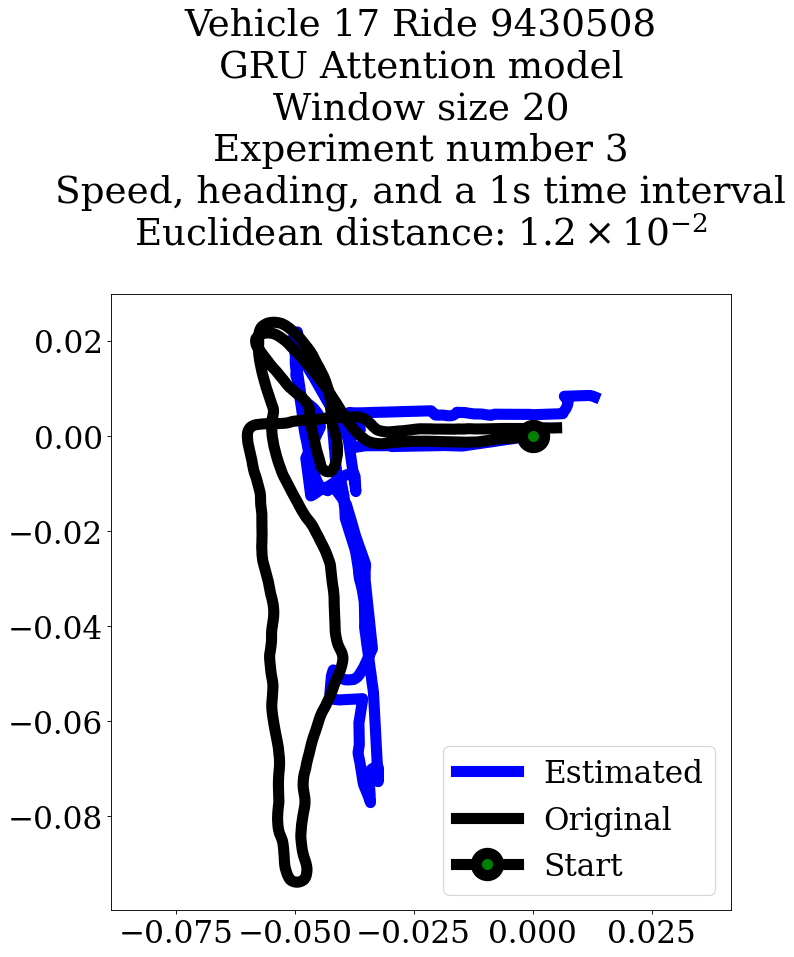 Vehicle 17 Ride 9430508
GRU Attention model
Window size 20
Experiment number 3
Speed, heading, and a 1s time interval
Euclidean distance: 1.2 × 10⁻²
0.02
0.00
−0.02
−0.04
−0.06
−0.08
Estimated
Original
Start
−0.075 −0.050 −0.025 0.000 0.025